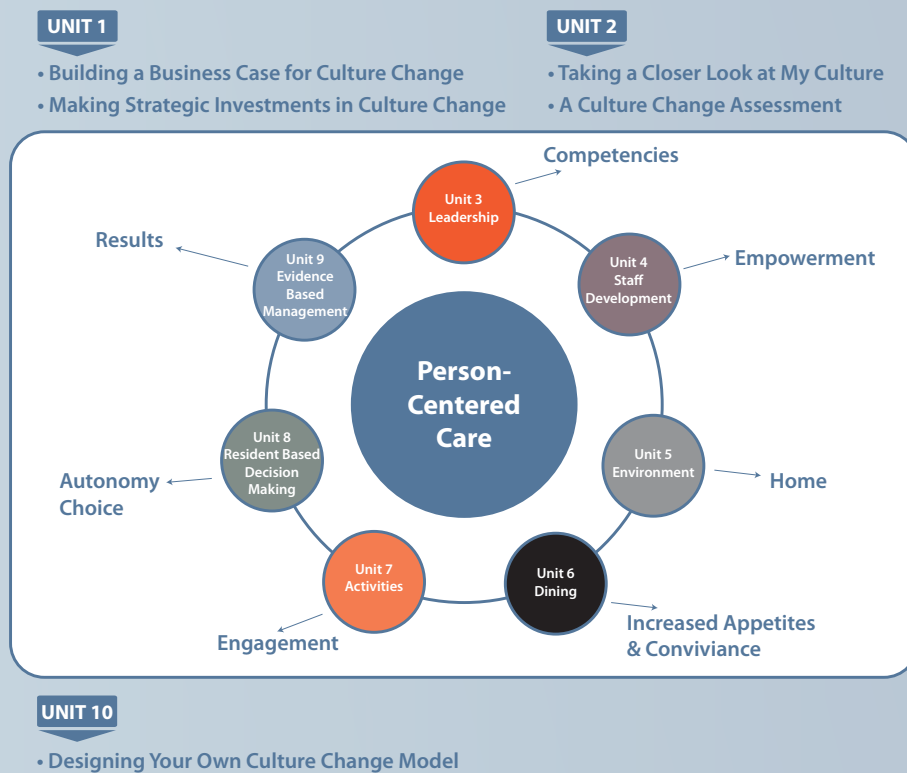 UNIT 1
• Building a Business Case for Culture Change
• Making Strategic Investments in Culture Change
UNIT 2
• Taking a Closer Look at My Culture
• A Culture Change Assessment
Person-
Centered
Care
Unit 3
Leadership
Competencies
Unit 4
Staff
Development
Empowerment
Unit 5
Environment
Home
Unit 6
Dining
Increased Appetites
& Conviviance
Unit 7
Activities
Engagement
Unit 8
Resident Based
Decision
Making
Autonomy
Choice
Unit 9
Evidence
Based
Management
Results
UNIT 10
• Designing Your Own Culture Change Model